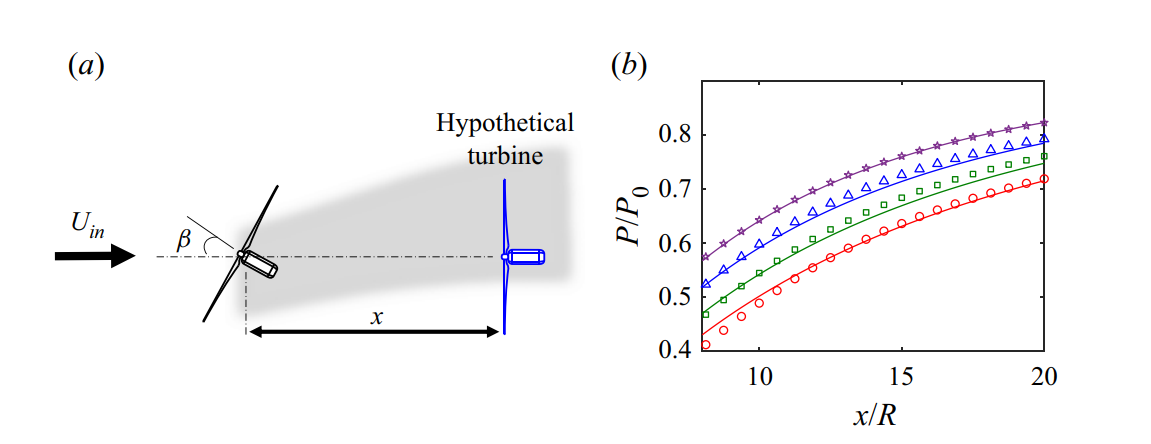 (a)
Hypothetical
turbine
U_in
β
x
(b)
P/P_0
0.8
0.7
0.6
0.5
0.4
10
15
20
x/R